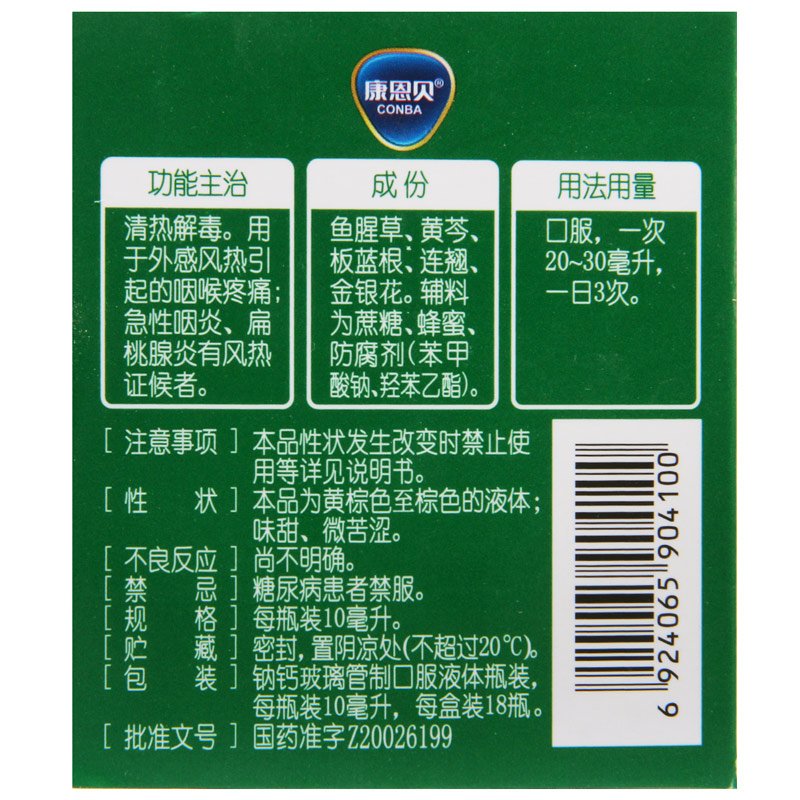 康恩贝®
CONBA
功能主治
清热解毒。用
于外感风热引
起的咽喉疼痛;
急性咽炎、扁
桃腺炎有风热
证候者。
成份
鱼腥草、黄芩、
板蓝根、连翘、
金银花。辅料
为蔗糖、蜂蜜、
防腐剂(苯甲
酸钠、羟苯乙酯)。
用法用量
口服，一次
20~30毫升，
一日3次。
[注意事项]本品性状发生改变时禁止使
用等详见说明书。
[性状]本品为黄棕色至棕色的液体;
味甜、微苦涩。
[不良反应]尚不明确。
[禁忌]糖尿病患者禁服。
[规格]每瓶装10毫升。
[贮藏]密封，置阴凉处(不超过20℃)。
[包装]钠钙玻璃管制口服液体瓶装，
每瓶装10毫升，每盒装18瓶。
[批准文号]国药准字Z20026199
6 924065 904100